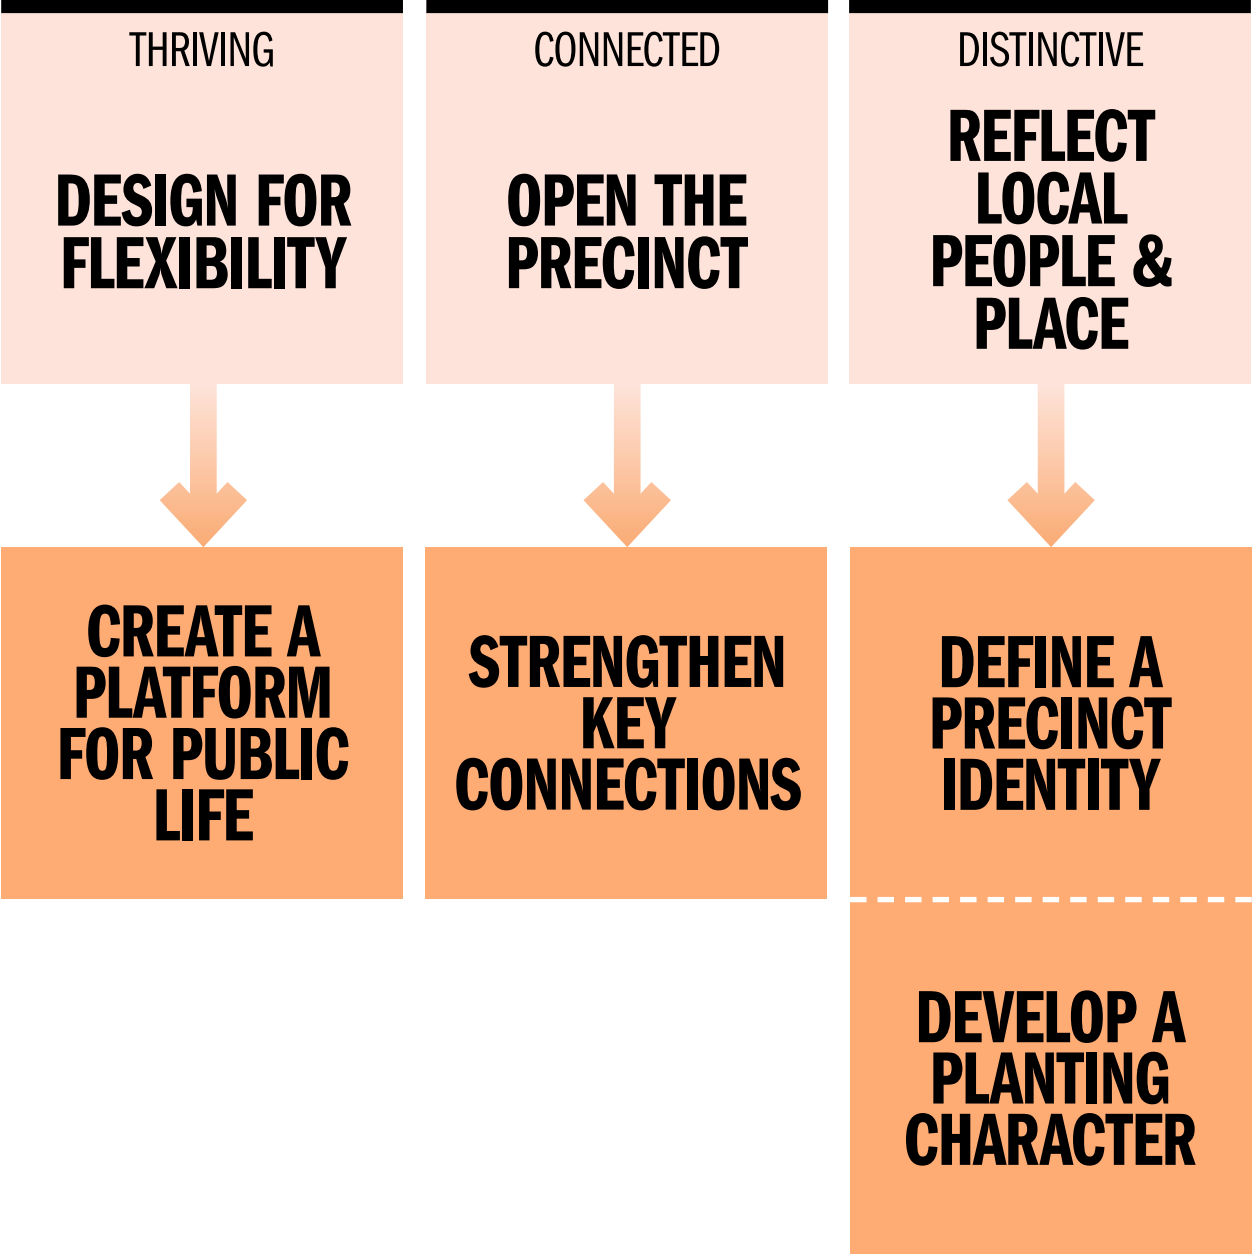 THRIVING
DESIGN FOR
FLEXIBILITY
CREATE A
PLATFORM
FOR PUBLIC
LIFE
CONNECTED
OPEN THE
PRECINCT
STRENGTHEN
KEY
CONNECTIONS
DISTINCTIVE
REFLECT
LOCAL
PEOPLE &
PLACE
DEFINE A
PRECINCT
IDENTITY
DEVELOP A
PLANTING
CHARACTER